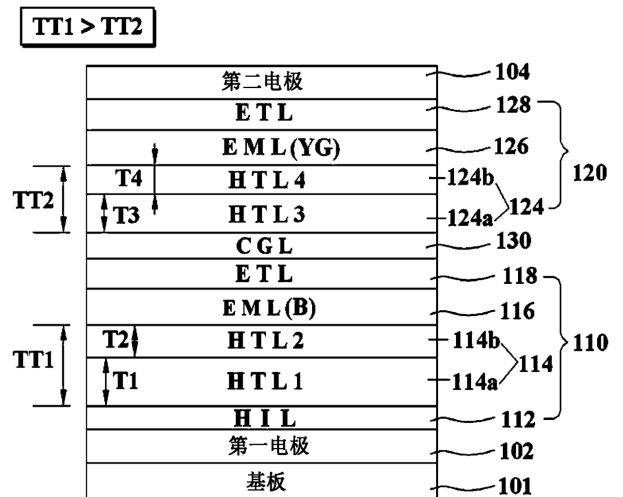 TT1 > TT2
第二电极 104
ETL 128
EML(YG) 126
120
T4 HTL4 124b
TT2 124
T3 HTL3 124a
CGL 130
ETL 118
EML(B) 116
110
T2 HTL2 114b
TT1 114
T1 HTL1 114a
HIL 112
第一电极 102
基板 101